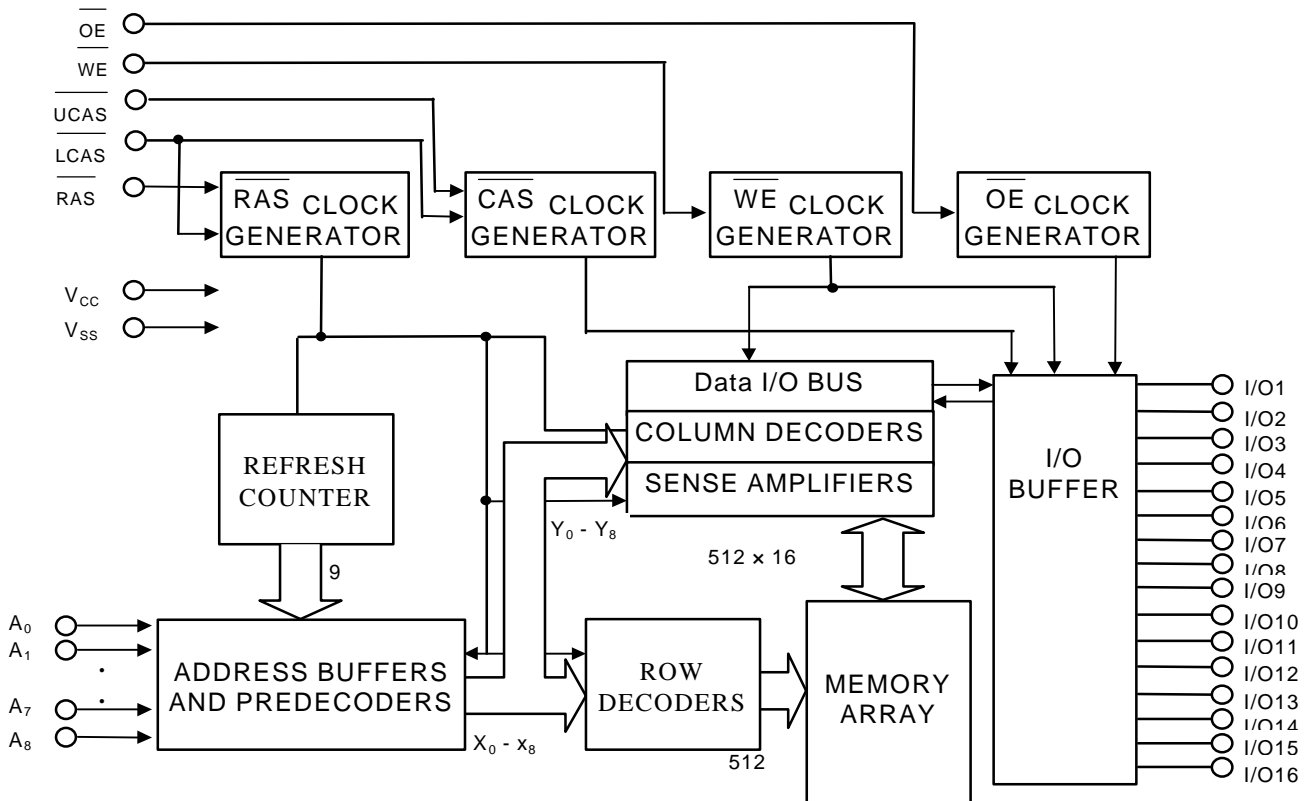 OE
WE
UCAS
LCAS
RAS
RAS CLOCK
GENERATOR
CAS CLOCK
GENERATOR
WE CLOCK
GENERATOR
OE CLOCK
GENERATOR
VCC
VSS
Data I/O BUS
COLUMN DECODERS
SENSE AMPLIFIERS
REFRESH
COUNTER
I/O
BUFFER
I/O1
I/O2
I/O3
I/O4
I/O5
I/O6
I/O7
I/O8
I/O9
I/O10
I/O11
I/O12
I/O13
I/O14
I/O15
I/O16
Y0 - Y8
512 × 16
9
A0
A1
.
.
A7
A8
ADDRESS BUFFERS
AND PREDECODERS
ROW
DECODERS
MEMORY
ARRAY
X0 - x8
512